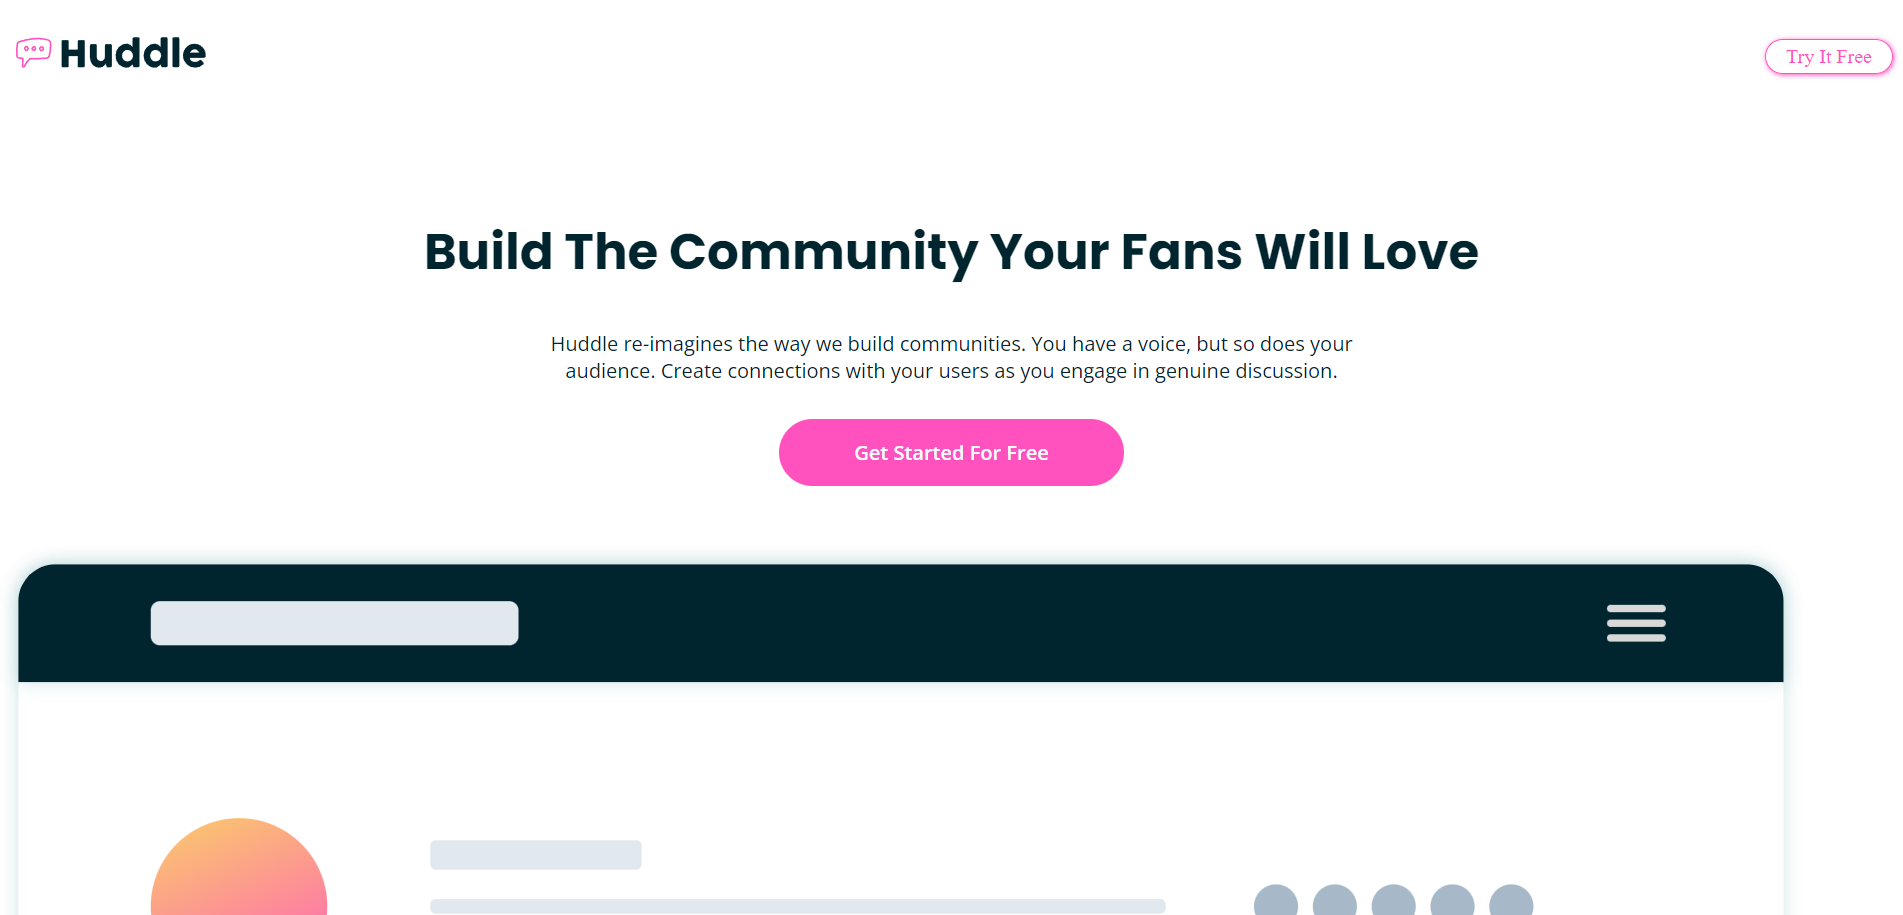 Huddle
Try It Free
Build The Community Your Fans Will Love
Huddle re-imagines the way we build communities. You have a voice, but so does your
audience. Create connections with your users as you engage in genuine discussion.
Get Started For Free